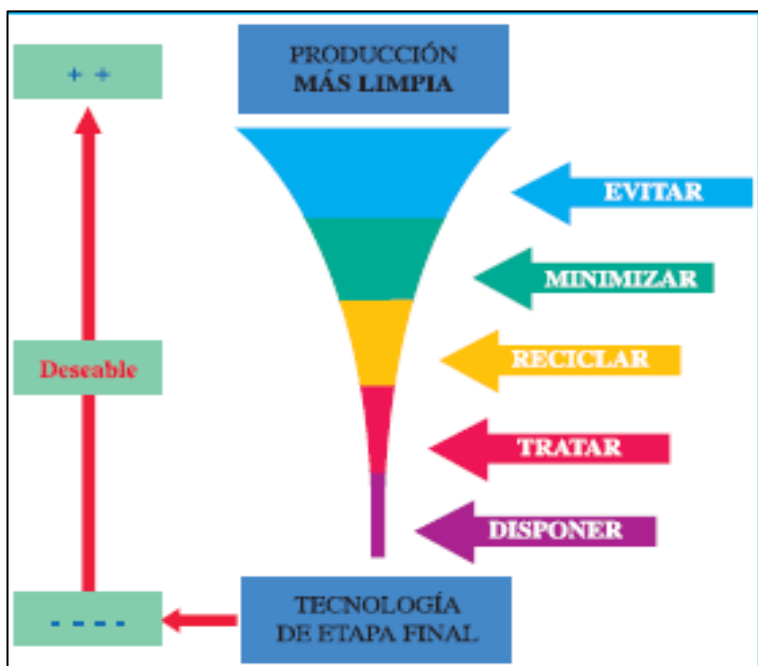 PRODUCCIÓN
MÁS LIMPIA
+ +
EVITAR
MINIMIZAR
RECICLAR
Deseable
TRATAR
DISPONER
TECNOLOGÍA
DE ETAPA FINAL
- - - -